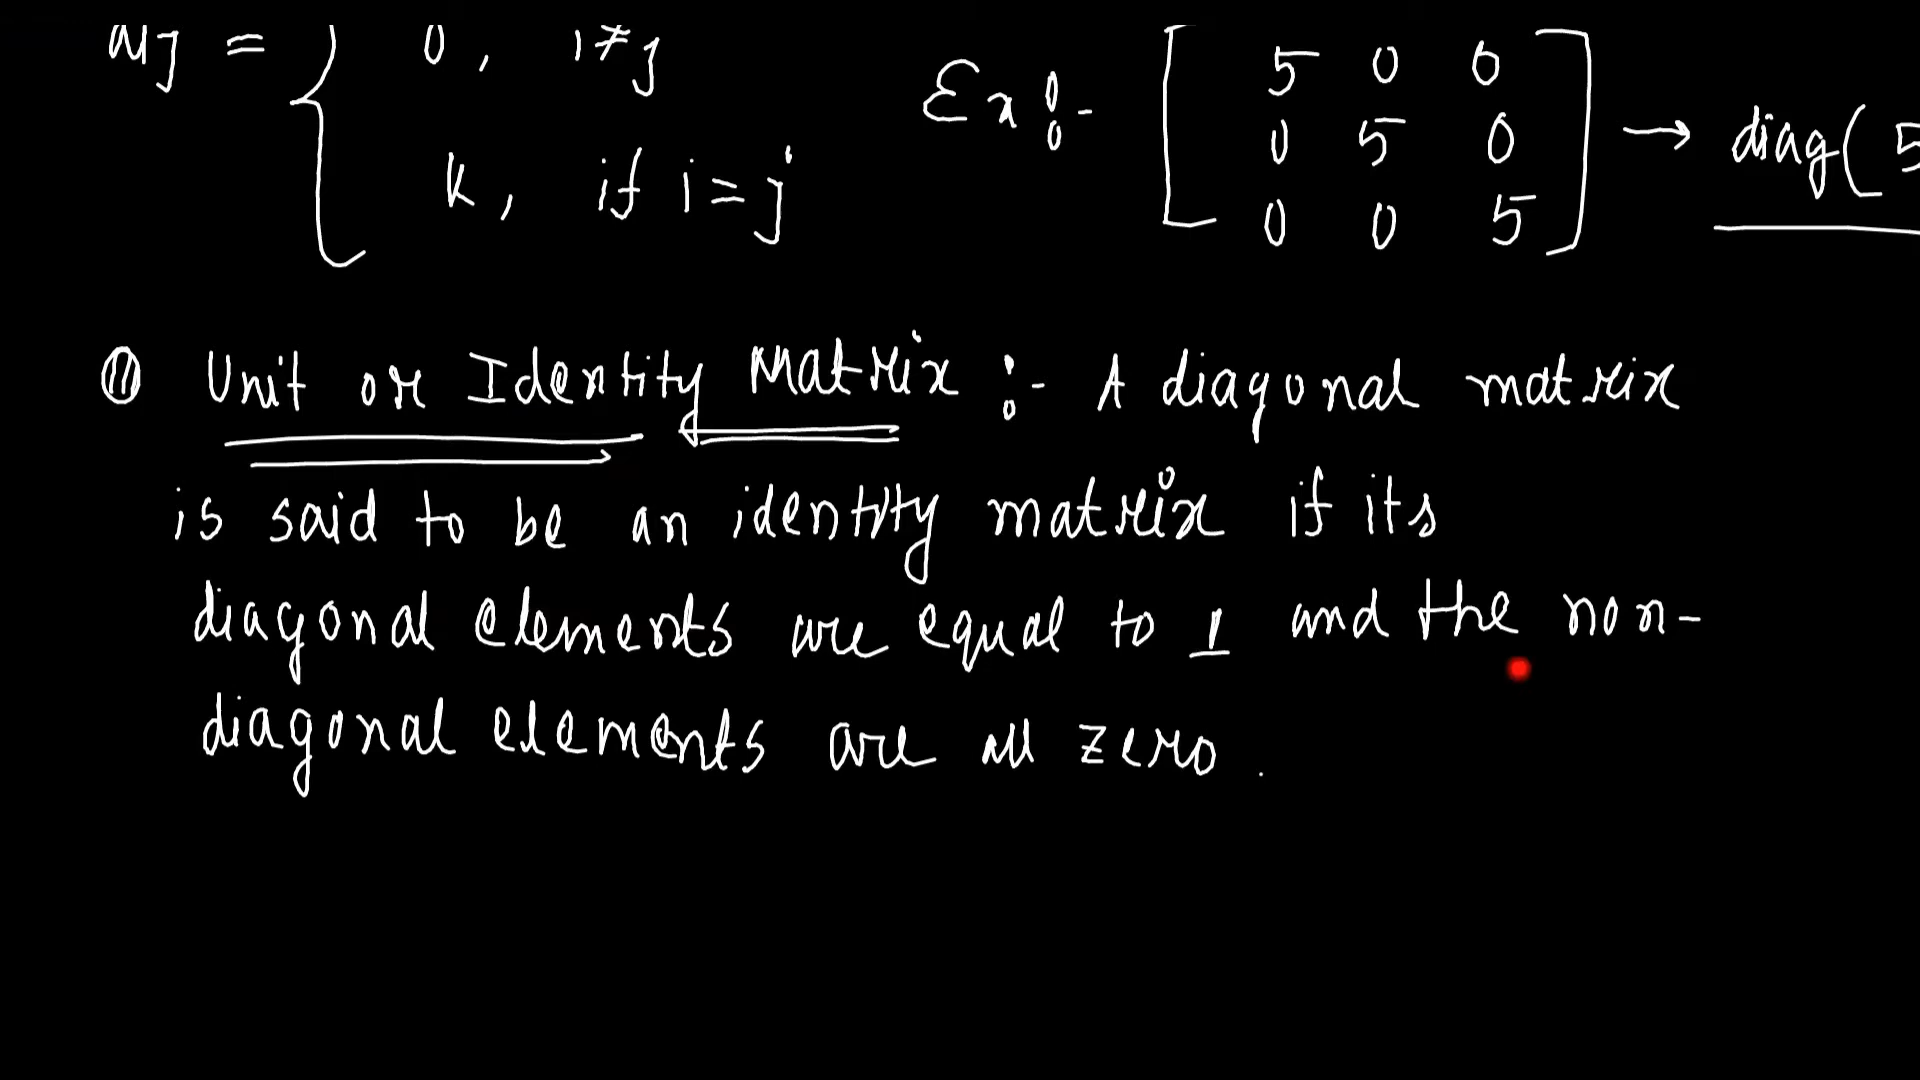 aij = { 0, i≠j
k, if i=j
Ex:- [ 5 0 0
0 5 0
0 0 5 ] → diag( 5
⑪ Unit or Identity Matrix :- A diagonal matrix
is said to be an identity matrix if its
diagonal elements are equal to 1 and the non-
diagonal elements are all zero.